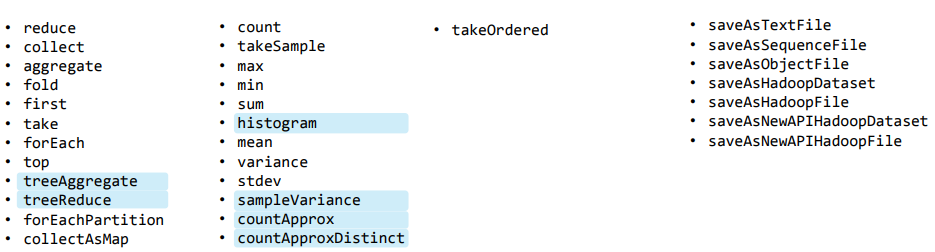 • reduce
• collect
• aggregate
• fold
• first
• take
• forEach
• top
• treeAggregate
• treeReduce
• forEachPartition
• collectAsMap
• count
• takeSample
• max
• min
• sum
• histogram
• mean
• variance
• stdev
• sampleVariance
• countApprox
• countApproxDistinct
• takeOrdered
• saveAsTextFile
• saveAsSequenceFile
• saveAsObjectFile
• saveAsHadoopDataset
• saveAsHadoopFile
• saveAsNewAPIHadoopDataset
• saveAsNewAPIHadoopFile